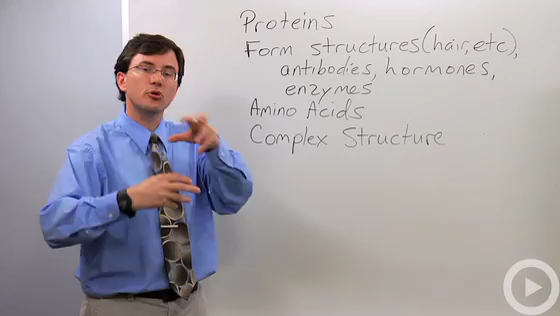 Proteins
Form structures(hair,etc),
antibodies, hormones,
enzymes
Amino Acids
Complex Structure